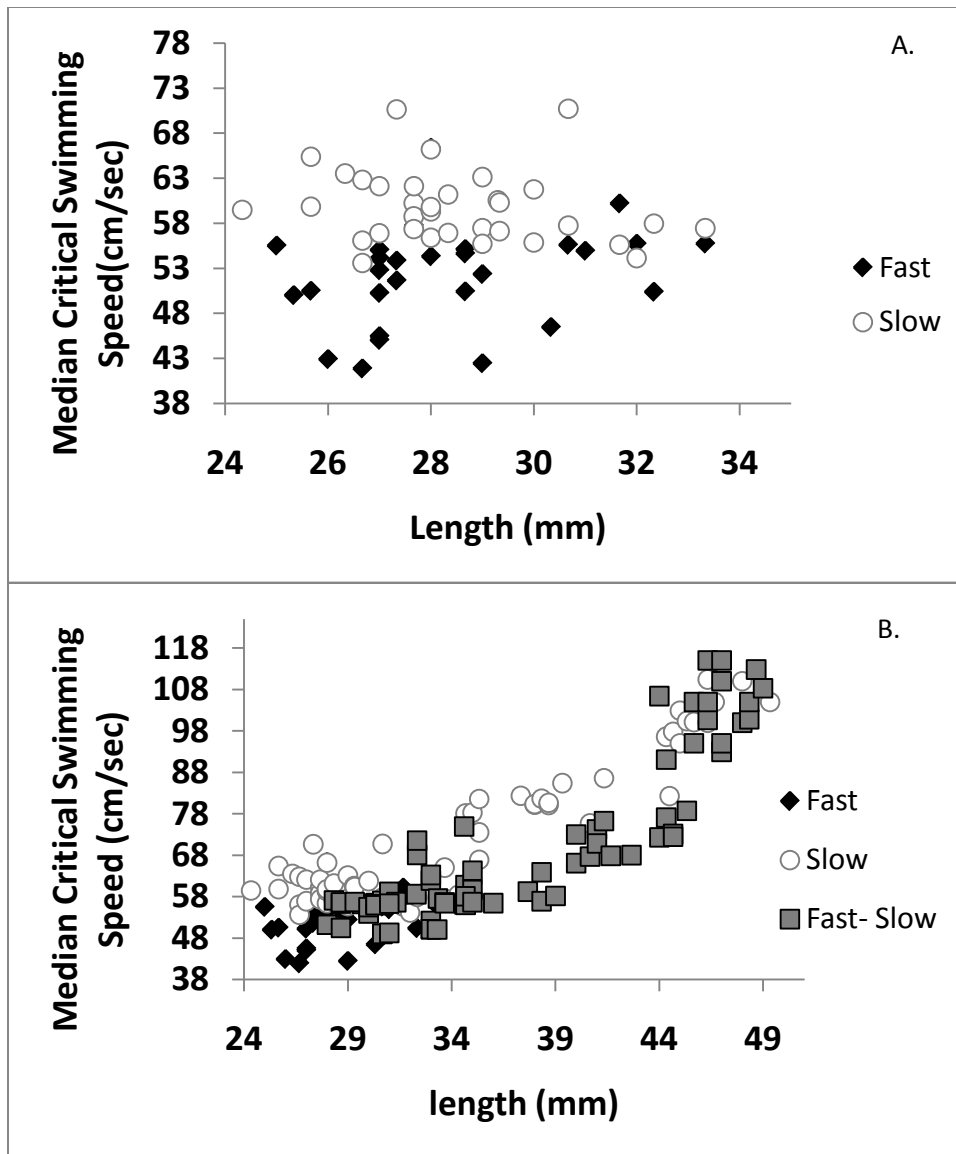 A.
Median Critical Swimming
Speed(cm/sec)
78
73
68
63
58
53
48
43
38
24 26 28 30 32 34
Length (mm)
Fast
Slow
B.
Median Critical Swimming
Speed (cm/sec)
118
108
98
88
78
68
58
48
38
24 29 34 39 44 49
length (mm)
Fast
Slow
Fast- Slow